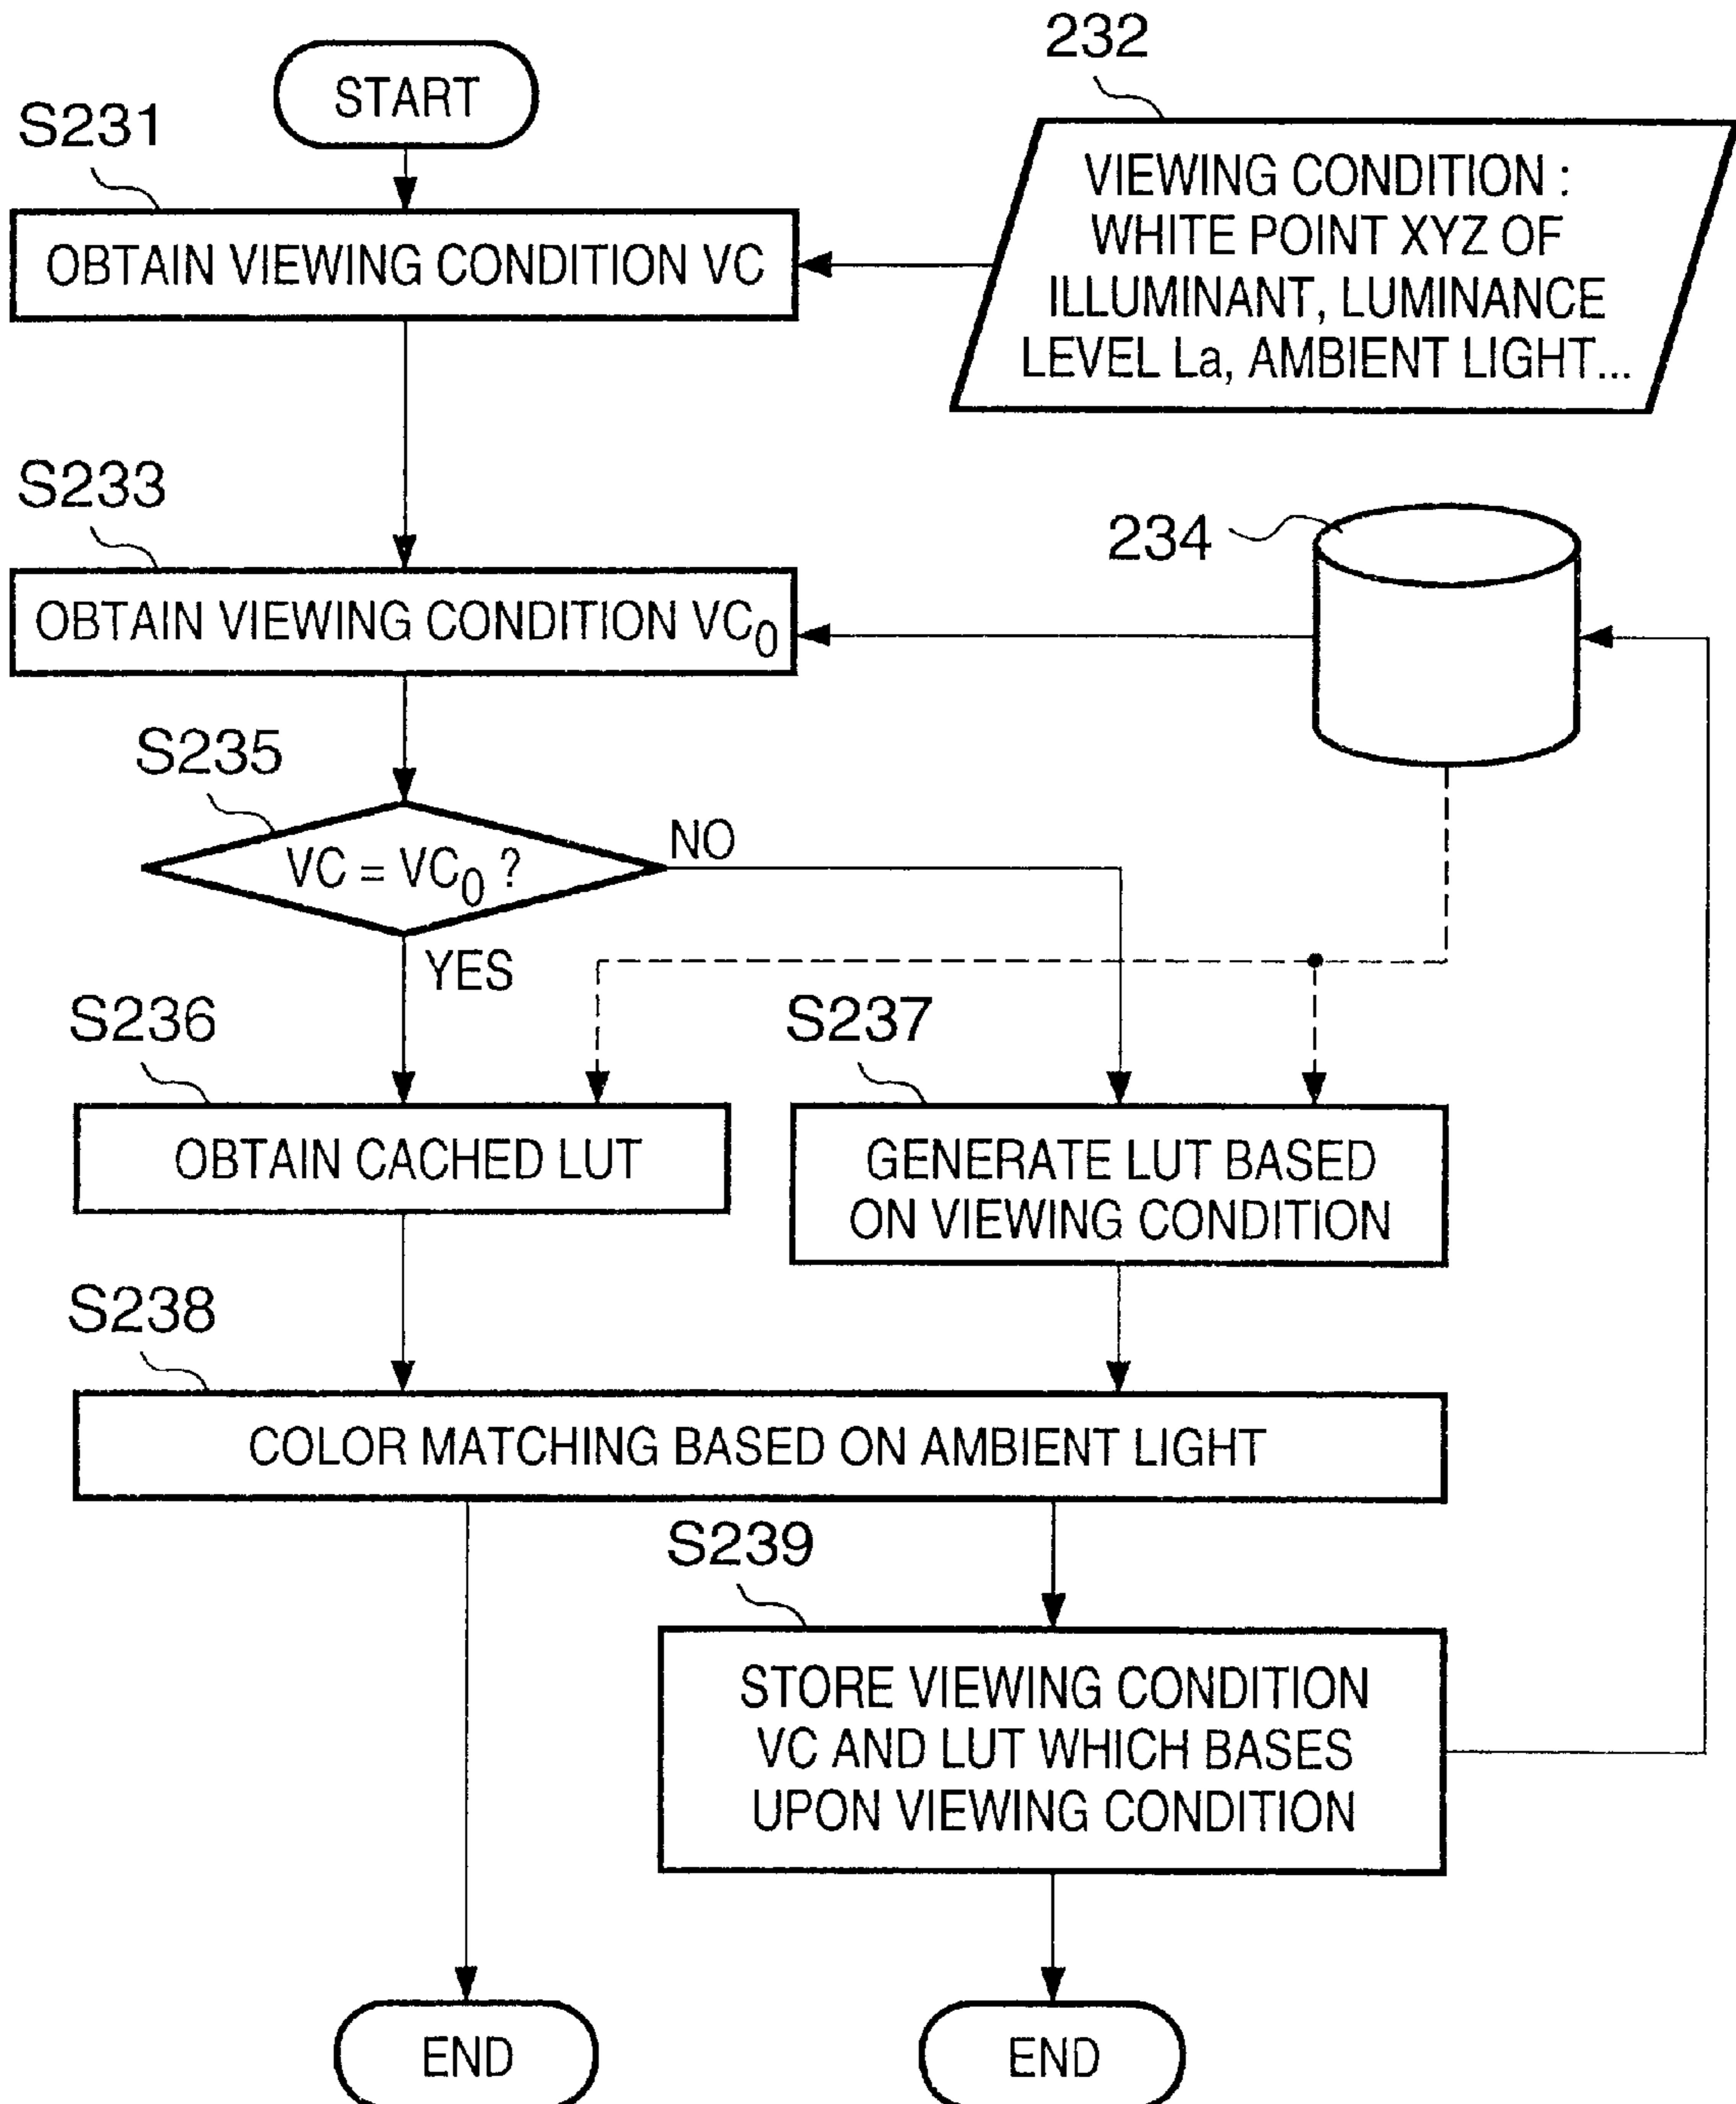 START
S231
OBTAIN VIEWING CONDITION VC
232
VIEWING CONDITION :
WHITE POINT XYZ OF
ILLUMINANT, LUMINANCE
LEVEL La, AMBIENT LIGHT...
S233
OBTAIN VIEWING CONDITION VC₀
234
S235
VC = VC₀ ?
NO
YES
S236
OBTAIN CACHED LUT
S237
GENERATE LUT BASED
ON VIEWING CONDITION
S238
COLOR MATCHING BASED ON AMBIENT LIGHT
S239
STORE VIEWING CONDITION
VC AND LUT WHICH BASES
UPON VIEWING CONDITION
END
END